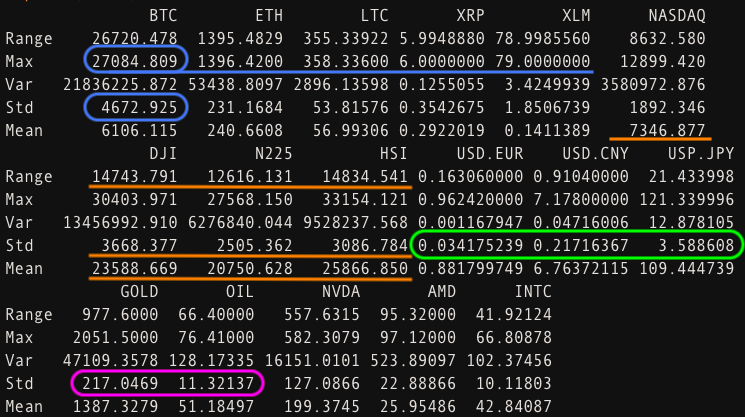 BTC ETH LTC XRP XLM NASDAQ
Range 26720.478 1395.4829 355.33922 5.9948880 78.9985560 8632.580
Max 27084.809 1396.4200 358.33600 6.0000000 79.0000000 12899.420
Var 21836225.872 53438.8097 2896.13598 0.1255055 3.4249939 3580972.876
Std 4672.925 231.1684 53.81576 0.3542675 1.8506739 1892.346
Mean 6106.115 240.6608 56.99306 0.2922019 0.1411389 7346.877
DJI N225 HSI USD.EUR USD.CNY USP.JPY
Range 14743.791 12616.131 14834.541 0.163060000 0.91040000 21.433998
Max 30403.971 27568.150 33154.121 0.962420000 7.17800000 121.339996
Var 13456992.910 6276840.044 9528237.568 0.001167947 0.04716006 12.878105
Std 3668.377 2505.362 3086.784 0.034175239 0.21716367 3.588608
Mean 23588.669 20750.628 25866.850 0.881799749 6.76372115 109.444739
GOLD OIL NVDA AMD INTC
Range 977.6000 66.40000 557.6315 95.32000 41.92124
Max 2051.5000 76.41000 582.3079 97.12000 66.80878
Var 47109.3578 128.17335 16151.0101 523.89097 102.37456
Std 217.0469 11.32137 127.0866 22.88866 10.11803
Mean 1387.3279 51.18497 199.3745 25.95486 42.84087